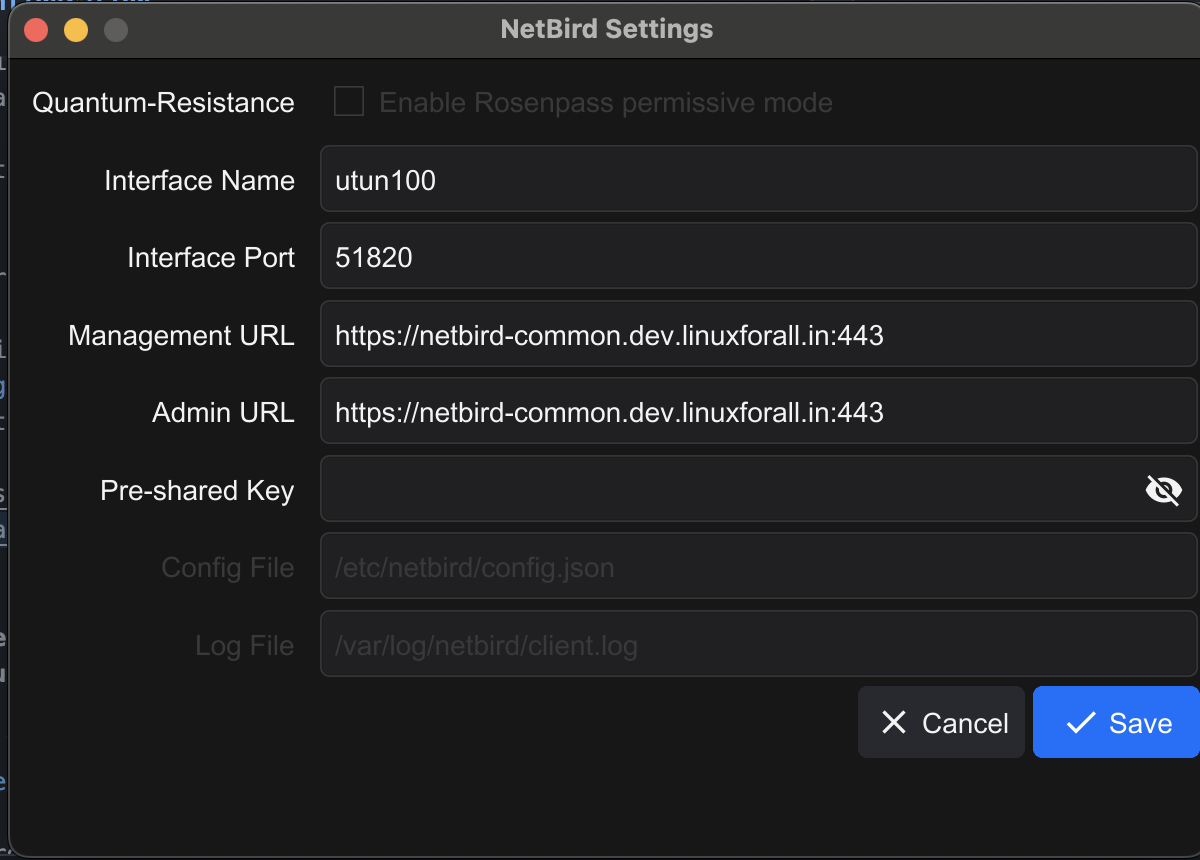 NetBird Settings
Quantum-Resistance Enable Rosenpass permissive mode
Interface Name utun100
Interface Port 51820
Management URL https://netbird-common.dev.linuxforall.in:443
Admin URL https://netbird-common.dev.linuxforall.in:443
Pre-shared Key
Config File /etc/netbird/config.json
Log File /var/log/netbird/client.log
Cancel Save